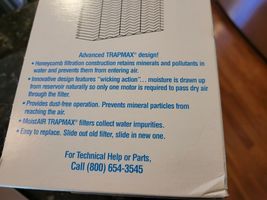 Advanced TRAPMAX® design!
• Honeycomb filtration construction retains minerals and pollutants in
water and prevents them from entering air.
• Innovative design features "wicking action"... moisture is drawn up
from reservoir naturally so only one motor is required to pass dry air
through the filter.
• Provides dust-free operation. Prevents mineral particles from
reaching the air.
• MoistAIR TRAPMAX® filters collect water impurities.
• Easy to replace. Slide out old filter, slide in new one.
For Technical Help or Parts,
Call (800) 654-3545